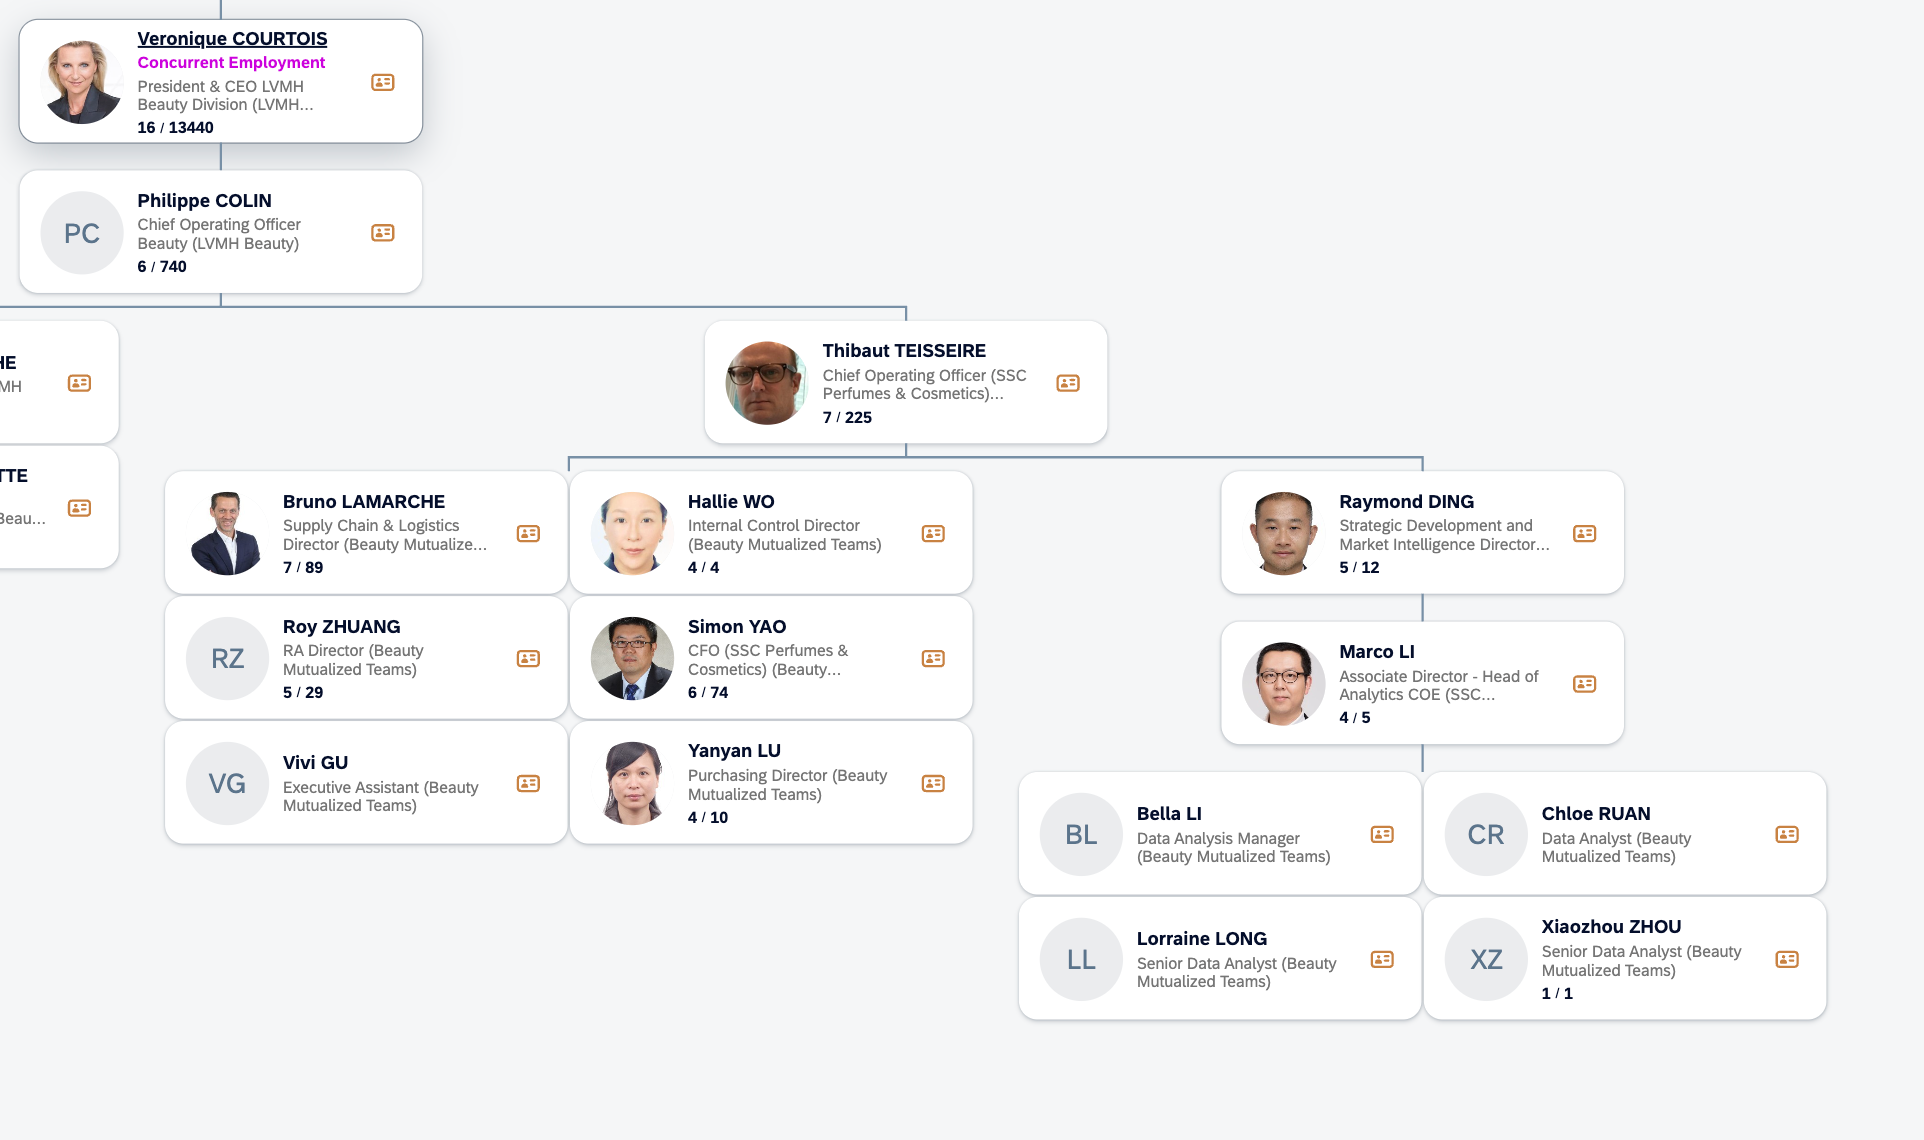 Veronique COURTOIS
Concurrent Employment
President & CEO LVMH
Beauty Division (LVMH...
16 / 13440
PC
Philippe COLIN
Chief Operating Officer
Beauty (LVMH Beauty)
6 / 740
HE
MH
TTE
Beau...
Thibaut TEISSEIRE
Chief Operating Officer (SSC
Perfumes & Cosmetics)...
7 / 225
Bruno LAMARCHE
Supply Chain & Logistics
Director (Beauty Mutualize...
7 / 89
Hallie WO
Internal Control Director
(Beauty Mutualized Teams)
4 / 4
Raymond DING
Strategic Development and
Market Intelligence Director...
5 / 12
RZ
Roy ZHUANG
RA Director (Beauty
Mutualized Teams)
5 / 29
Simon YAO
CFO (SSC Perfumes &
Cosmetics) (Beauty...
6 / 74
Marco LI
Associate Director - Head of
Analytics COE (SSC...
4 / 5
VG
Vivi GU
Executive Assistant (Beauty
Mutualized Teams)
Yanyan LU
Purchasing Director (Beauty
Mutualized Teams)
4 / 10
BL
Bella LI
Data Analysis Manager
(Beauty Mutualized Teams)
CR
Chloe RUAN
Data Analyst (Beauty
Mutualized Teams)
LL
Lorraine LONG
Senior Data Analyst (Beauty
Mutualized Teams)
XZ
Xiaozhou ZHOU
Senior Data Analyst (Beauty
Mutualized Teams)
1 / 1